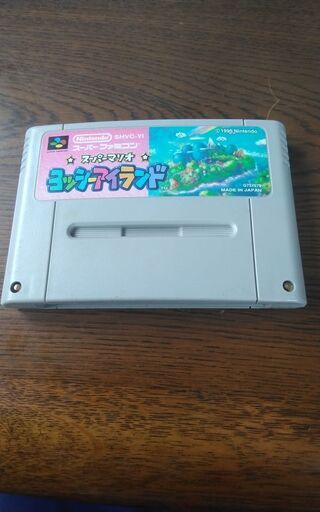 Nintendo SHVC-YI
スーパーファミコン
スーパーマリオ
ヨッシーアイランド
© 1995 Nintendo
MADE IN JAPAN